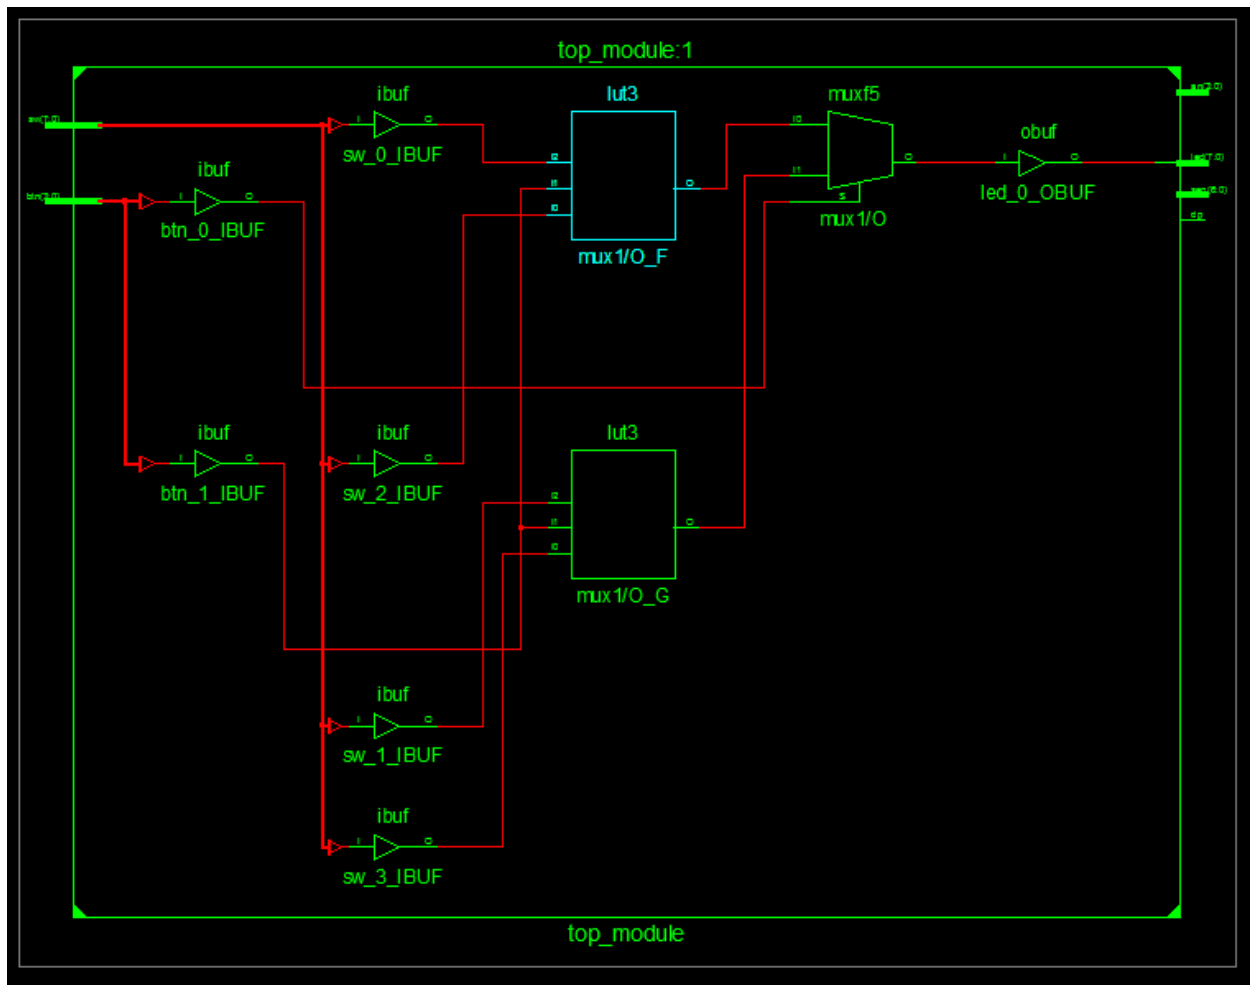 top_module:1
ibuf
lut3
muxf5
sw_0_IBUF
obuf
ibuf
led_0_OBUF
btn_0_IBUF
mux1/O
mux1/O_F
ibuf
ibuf
lut3
btn_1_IBUF
sw_2_IBUF
mux1/O_G
ibuf
sw_1_IBUF
ibuf
sw_3_IBUF
top_module